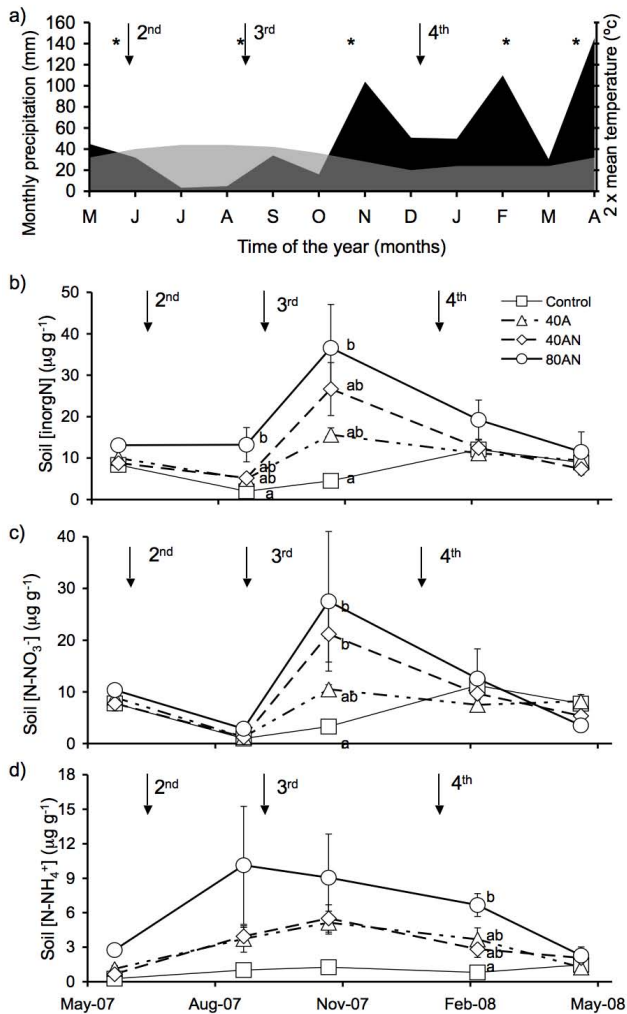 a)
* 2nd * 3rd * 4th * *
Monthly precipitation (mm)
160
140
120
100
80
60
40
20
0
2 x mean temperature (ºc)
M J J A S O N D J F M A
Time of the year (months)
b)
2nd 3rd 4th
Soil [inorgN] (µg g-1)
50
40
30
20
10
0
Control
40A
40AN
80AN
b
ab
ab
a
b
ab
ab
a
c)
2nd 3rd 4th
Soil [N-NO3-] (µg g-1)
40
30
20
10
0
b
b
ab
a
d)
2nd 3rd 4th
Soil [N-NH4+] (µg g-1)
18
15
12
9
6
3
0
b
ab
ab
a
May-07 Aug-07 Nov-07 Feb-08 May-08